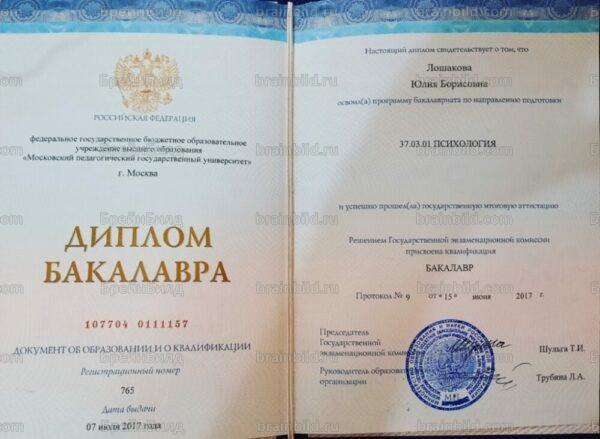 РОССИЙСКАЯ ФЕДЕРАЦИЯ
федеральное государственное бюджетное образовательное
учреждение высшего образования
«Московский педагогический государственный университет»
г. Москва
ДИПЛОМ
БАКАЛАВРА
107704 0111157
ДОКУМЕНТ ОБ ОБРАЗОВАНИИ И О КВАЛИФИКАЦИИ
Регистрационный номер
765
Дата выдачи
07 июля 2017 года
Настоящий диплом свидетельствует о том, что
Лошакова
Юлия Борисовна
освоил(а) программу бакалавриата по направлению подготовки
37.03.01 ПСИХОЛОГИЯ
и успешно прошел(ла) государственную итоговую аттестацию
Решением Государственной экзаменационной комиссии
присвоена квалификация
БАКАЛАВР
Протокол № 9 от "15" июня 2017 г.
Председатель
Государственной
экзаменационной
Шульга Т.И.
Руководитель
организации
Трубина Л.А.
М.П.
БрейнБилд
brainbild.ru
brainbild.com